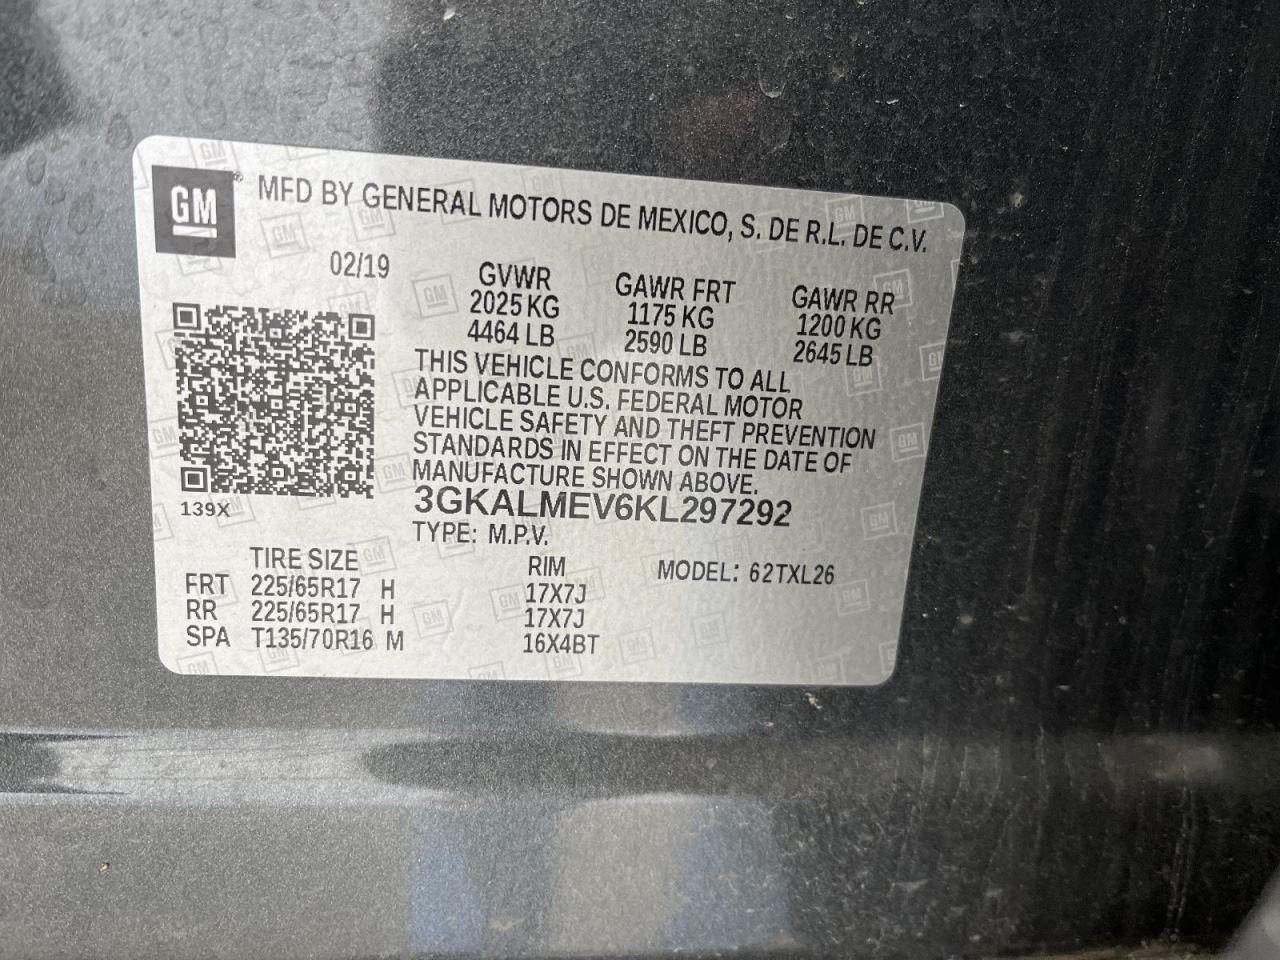 GM
MFD BY GENERAL MOTORS DE MEXICO, S. DE R.L. DE C.V.
02/19
GVWR GAWR FRT GAWR RR
2025 KG 1175 KG 1200 KG
4464 LB 2590 LB 2645 LB
THIS VEHICLE CONFORMS TO ALL
APPLICABLE U.S. FEDERAL MOTOR
VEHICLE SAFETY AND THEFT PREVENTION
STANDARDS IN EFFECT ON THE DATE OF
MANUFACTURE SHOWN ABOVE.
139X
3GKALMEV6KL297292
TYPE: M.P.V.
TIRE SIZE RIM MODEL: 62TXL26
FRT 225/65R17 H 17X7J
RR 225/65R17 H 17X7J
SPA T135/70R16 M 16X4BT